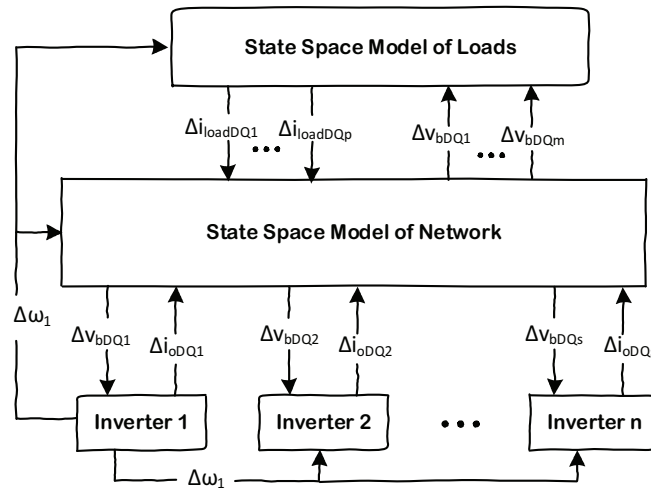 State Space Model of Loads
Δi_loadDQ1 Δi_loadDQp Δv_bDQ1 Δv_bDQm
State Space Model of Network
Δω_1 Δv_bDQ1 Δi_oDQ1 Δv_bDQ2 Δi_oDQ2 Δv_bDQs Δi_oDQ
Inverter 1 Inverter 2 Inverter n
Δω_1